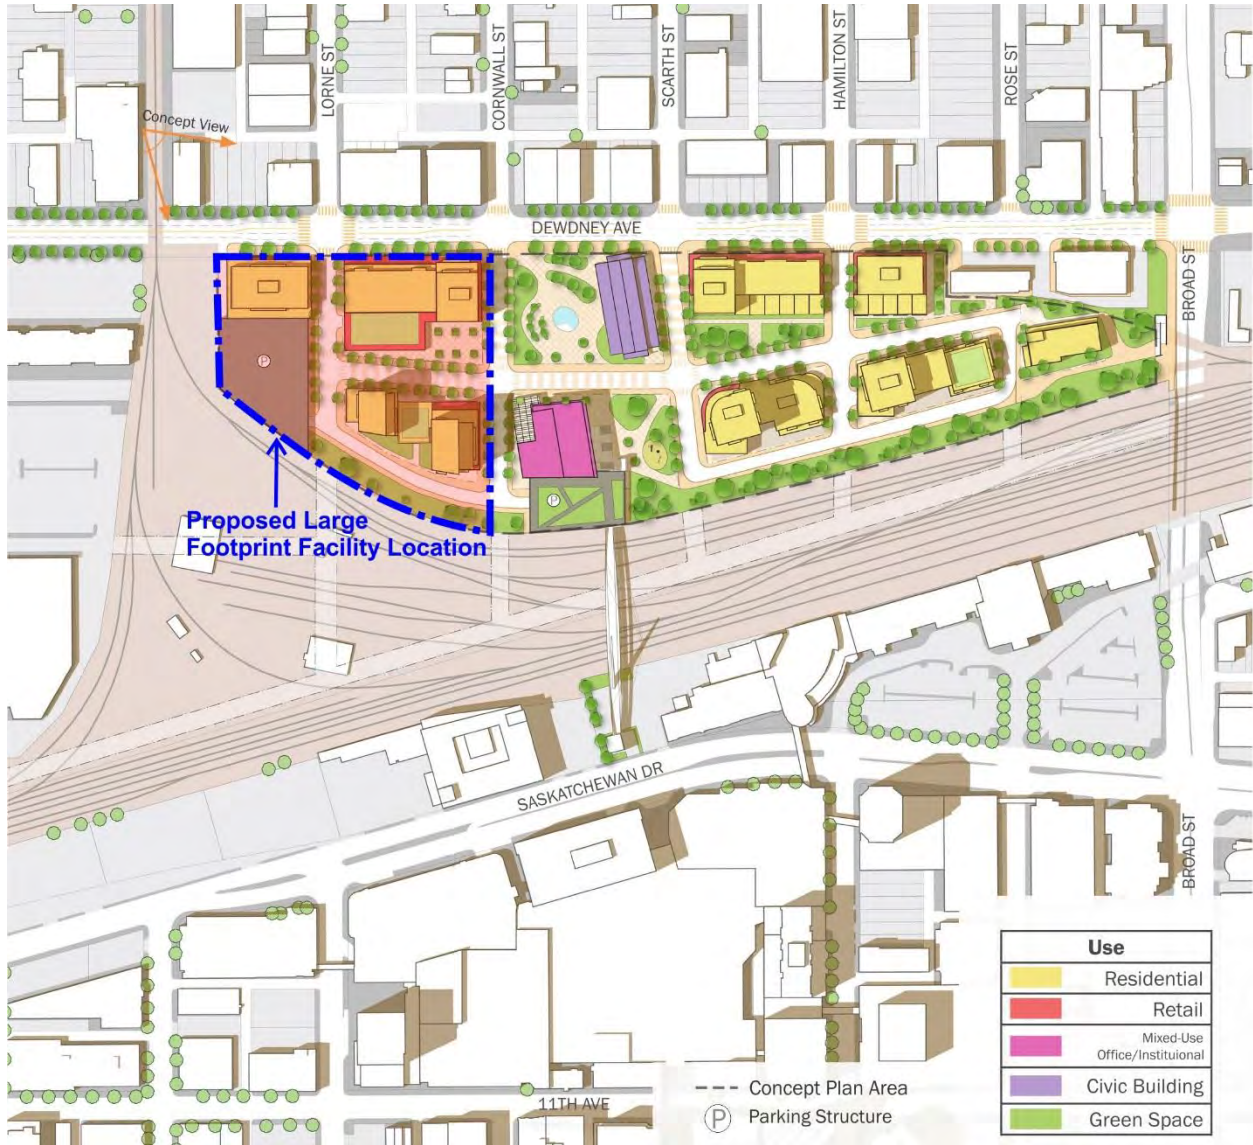 LORNE ST
CORNWALL ST
SCARTH ST
HAMILTON ST
ROSE ST
Concept View
DEWDNEY AVE
BROAD ST
P
Proposed Large
Footprint Facility Location
P
SASKATCHEWAN DR
BROAD ST
11TH AVE
Concept Plan Area
P Parking Structure
Use
Residential
Retail
Mixed-Use
Office/Instituional
Civic Building
Green Space